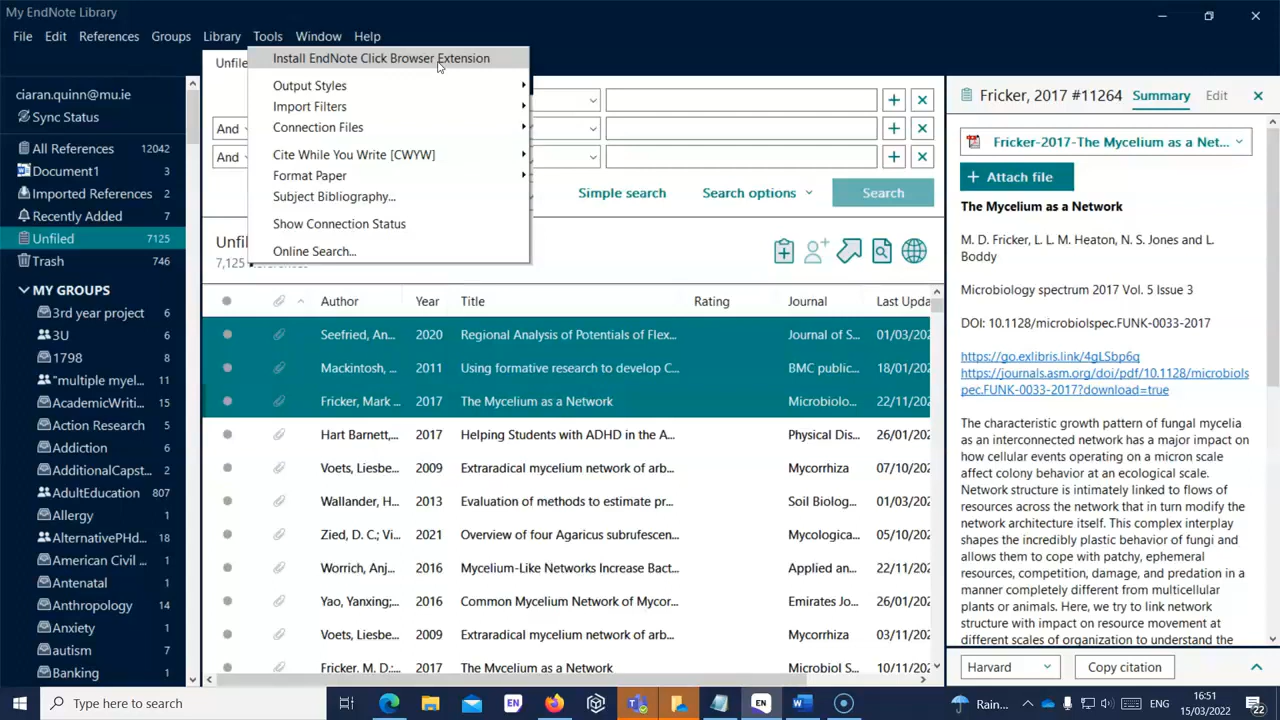 My EndNote Library
File Edit References Groups Library Tools Window Help
Install EndNote Click Browser Extension
Output Styles
Import Filters
Connection Files
Cite While You Write [CWYW]
Format Paper
Subject Bibliography...
Show Connection Status
Online Search...
ciaran.quinn@mu.ie
Sync Status
All References 12042
Document1 3
Imported References
Recently Added 3
Unfiled 7125
Trash 746
MY GROUPS
3rd year project 6
3U 6
1798 8
"multiple myel... 11
AcademicWriti... 2
Action Research 2
Addiction 1
AdditionalCapst... 2
AdultEducation 807
Allergy 1
AlternativePHd... 18
American Civil ... 1
Antenatal 1
Anthropology 14
Anxiety 1
autism 7
Banking 1
And
And
Simple search Search options Search
7,125
Author Year Title Rating Journal Last Upda
Seefried, An... 2020 Regional Analysis of Potentials of Flex... Journal of S... 01/03/202
Mackintosh, ... 2011 Using formative research to develop C... BMC public... 18/01/202
Fricker, Mark ... 2017 The Mycelium as a Network Microbiolo... 22/11/202
Hart Barnett,... 2017 Helping Students with ADHD in the A... Physical Dis... 26/01/202
Voets, Liesbe... 2009 Extraradical mycelium network of arb... Mycorrhiza 07/10/202
Wallander, H... 2013 Evaluation of methods to estimate pr... Soil Biolog... 01/03/202
Zied, D. C.; Vi... 2021 Overview of four Agaricus subrufescen... Mycologica... 05/10/202
Worrich, Anj... 2016 Mycelium-Like Networks Increase Bact... Applied an... 22/11/202
Yao, Yanxing;... 2016 Common Mycelium Network of Mycor... Emirates Jo... 26/01/202
Voets, Liesbe... 2009 Extraradical mycelium network of arb... Mycorrhiza 03/11/202
Fricker, M. D.;... 2017 The Mycelium as a Network Microbiol S... 10/11/202
Fricker, 2017 #11264 Summary Edit
Fricker-2017-The Mycelium as a Net...
+ Attach file
The Mycelium as a Network
M. D. Fricker, L. L. M. Heaton, N. S. Jones and L.
Boddy
Microbiology spectrum 2017 Vol. 5 Issue 3
DOI: 10.1128/microbiolspec.FUNK-0033-2017
https://go.exlibris.link/4gLSbp6q
https://journals.asm.org/doi/pdf/10.1128/microbiols
pec.FUNK-0033-2017?download=true
The characteristic growth pattern of fungal mycelia
as an interconnected network has a major impact on
how cellular events operating on a micron scale
affect colony behavior at an ecological scale.
Network structure is intimately linked to flows of
resources across the network that in turn modify the
network architecture itself. This complex interplay
shapes the incredibly plastic behavior of fungi and
allows them to cope with patchy, ephemeral
resources, competition, damage, and predation in a
manner completely different from multicellular
plants or animals. Here, we try to link network
structure with impact on resource movement at
different scales of organization to understand the
Harvard Copy citation
Type here to search
EN EN
Rain... ENG
16:51
15/03/2022
22